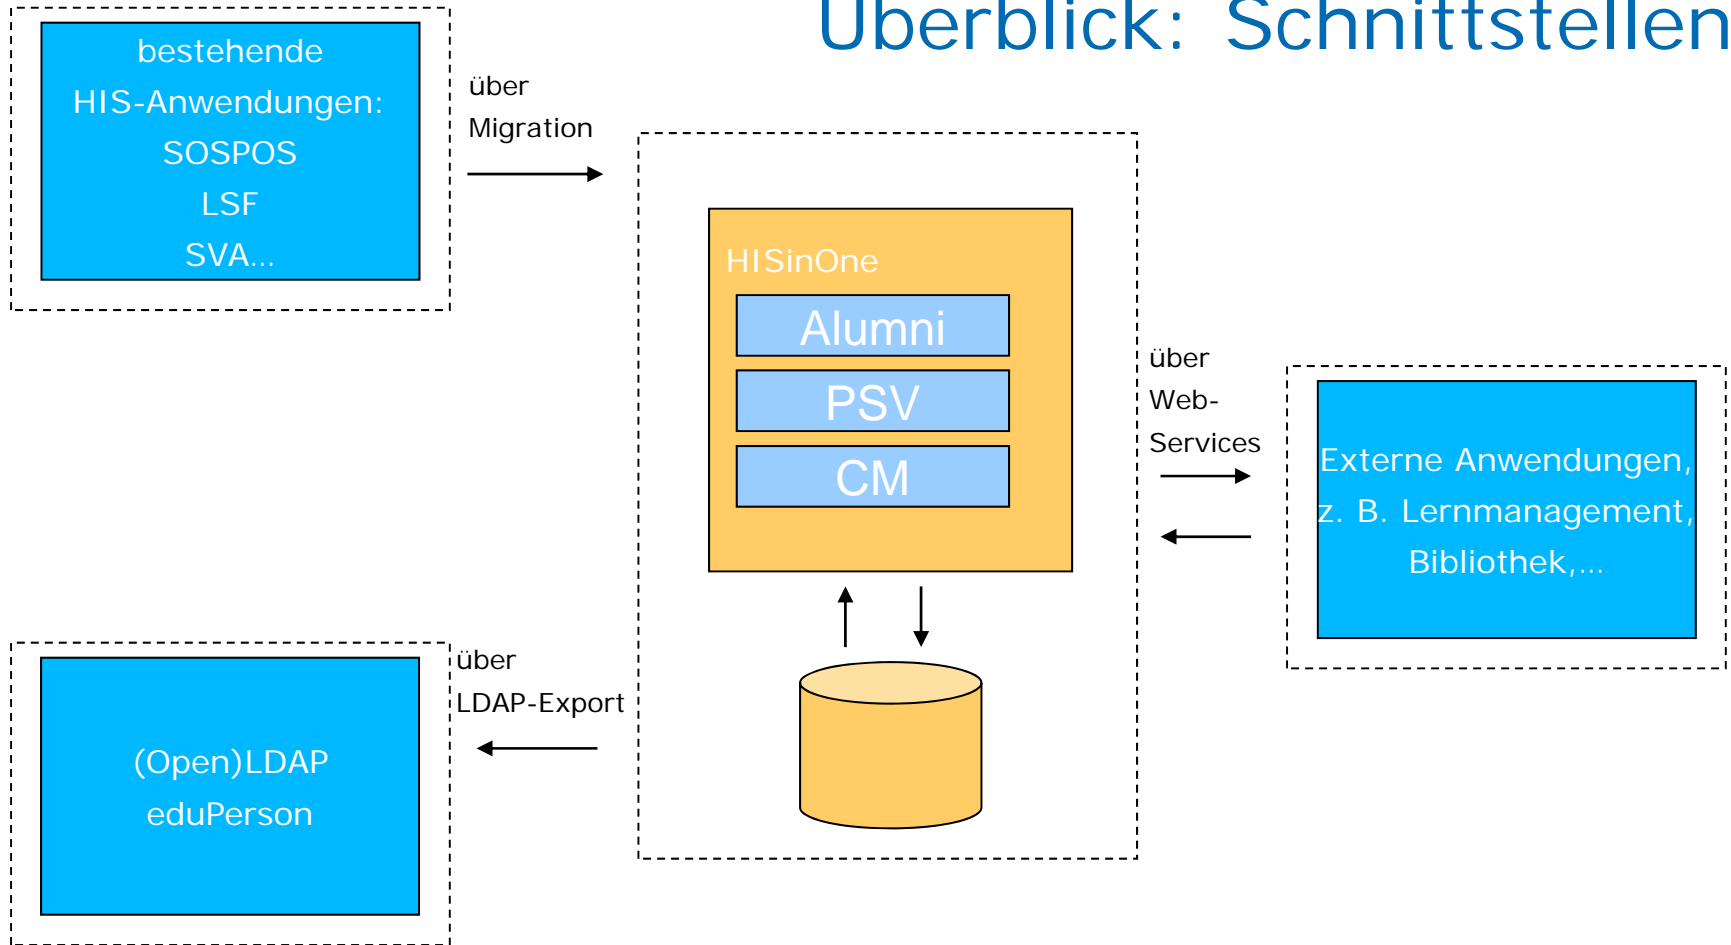 Überblick: Schnittstellen
bestehende
HIS-Anwendungen:
SOSPOS
LSF
SVA...
über
Migration
HISinOne
Alumni
PSV
CM
über
Web-
Services
Externe Anwendungen,
z. B. Lernmanagement,
Bibliothek,...
über
LDAP-Export
(Open)LDAP
eduPerson